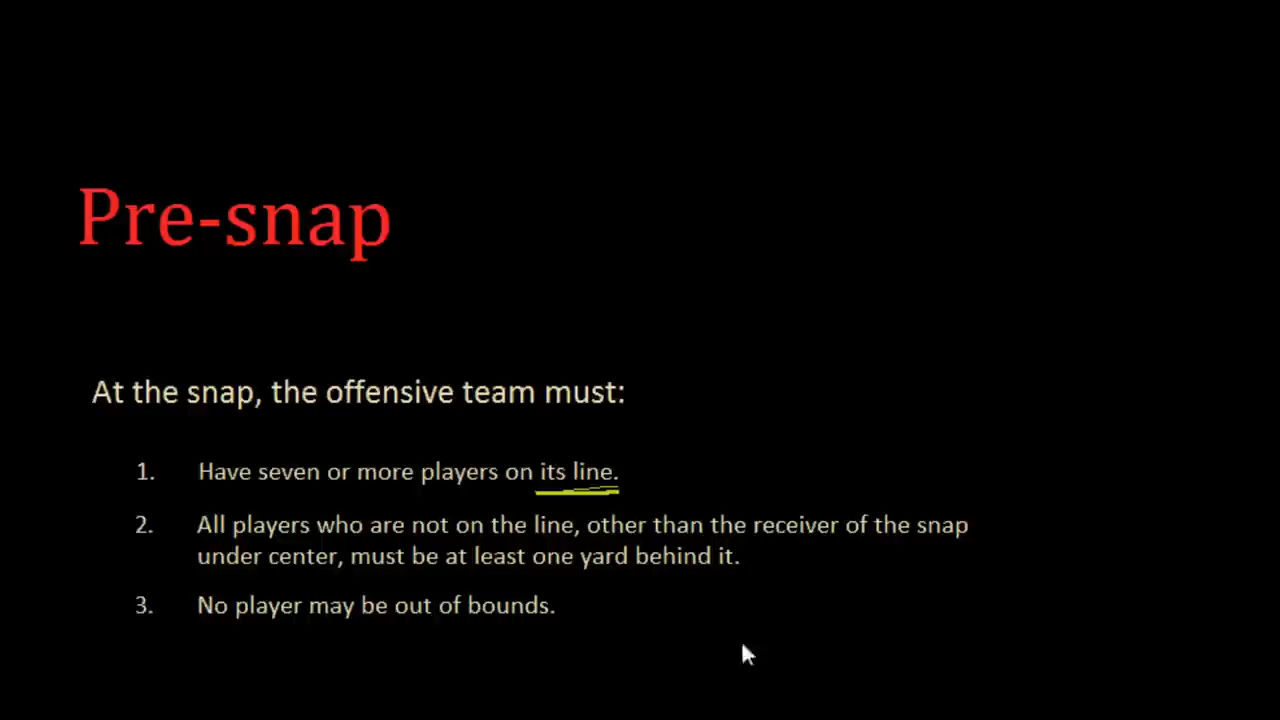 Pre-snap
At the snap, the offensive team must:
1. Have seven or more players on its line.
2. All players who are not on the line, other than the receiver of the snap
under center, must be at least one yard behind it.
3. No player may be out of bounds.